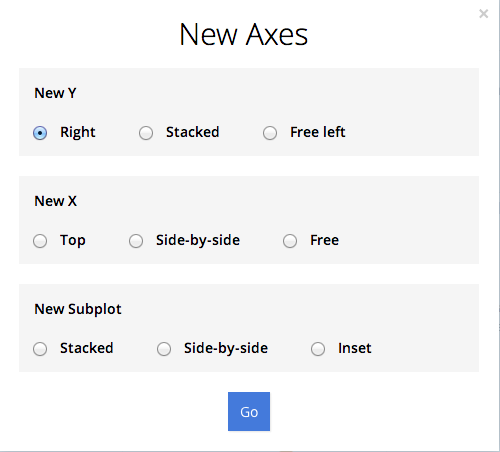 ×
New Axes
New Y
Right Stacked Free left
New X
Top Side-by-side Free
New Subplot
Stacked Side-by-side Inset
Go